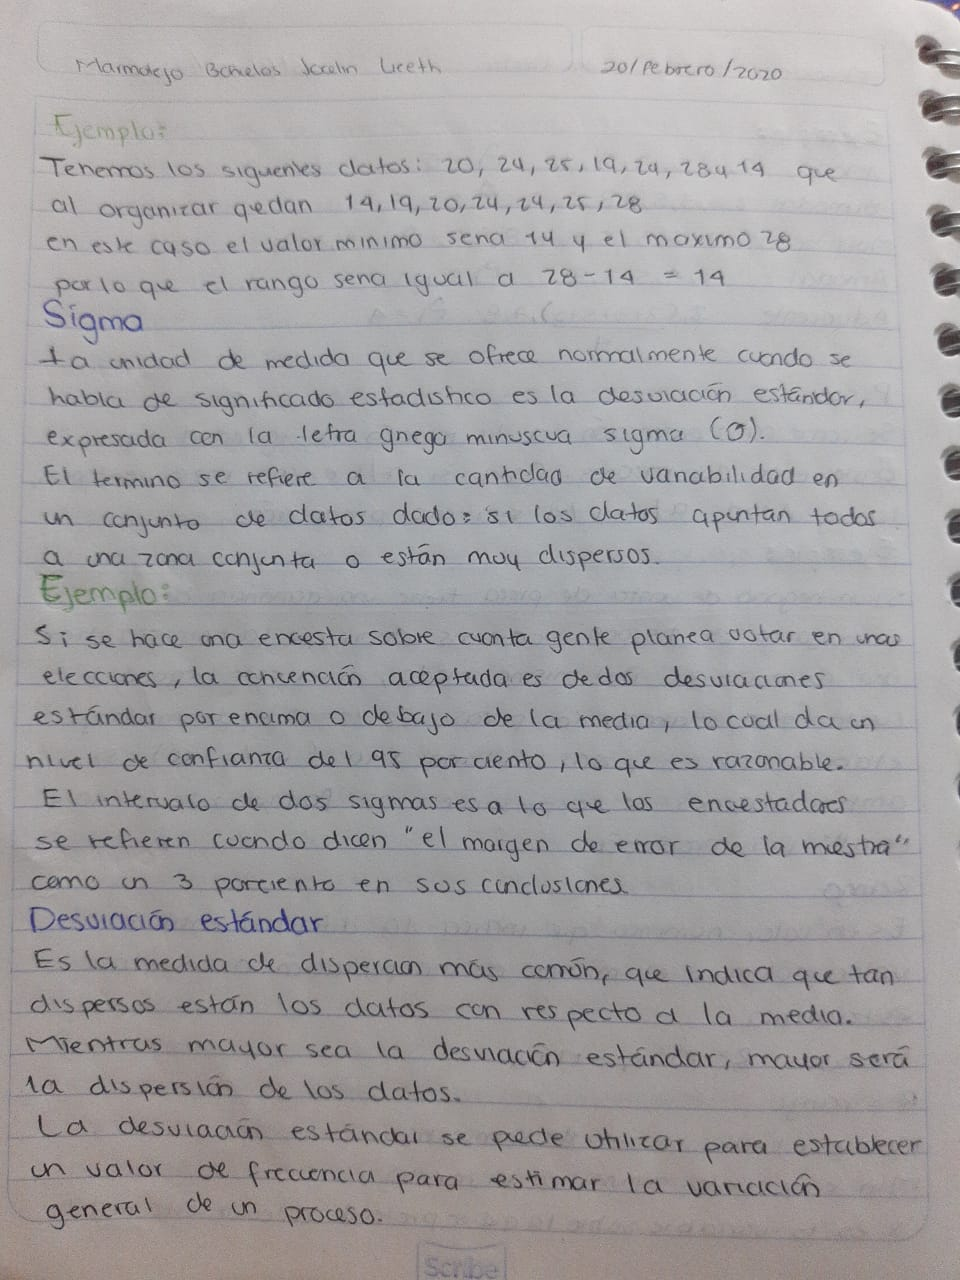 Marmolejo Bañelos Jocelin Liceth 20/Febrero/2020
Ejemplo:
Tenemos los siguentes datos: 20, 24, 25, 19, 24, 28 y 14 que
al organizar qedan 14, 19, 20, 24, 24, 25, 28
en este caso el valor minimo seria 14 y el maximo 28
por lo que el rango seria igual a 28-14 = 14
Sigma
La unidad de medida que se ofrece normalmente cuando se
habla de significado estadistico es la desviación estándar,
expresada con la letra griega minuscua sigma (σ).
El termino se refiere a la cantidad de variabilidad en
un conjunto de datos dado: si los datos apuntan todos
a una zona conjunta o están muy dispersos.
Ejemplo:
Si se hace una encuesta sobre cuanta gente planea votar en unas
elecciones, la convención aceptada es de dos desviaciones
estándar por encima o debajo de la media, lo cual da un
nivel de confianza del 95 por ciento, lo que es razonable.
El intervalo de dos sigmas es a lo que los encuestadores
se refieren cuando dicen "el margen de error de la muestra"
como un 3 porciento en sus conclusiones.
Desviación estándar
Es la medida de dispercion más común, que indica que tan
dispersos están los datos con respecto a la media.
Mientras mayor sea la desviación estándar, mayor será
la dispersión de los datos.
La desviación estándar se puede utilizar para establecer
un valor de frecuencia para estimar la variación
general de un proceso.
Scribe